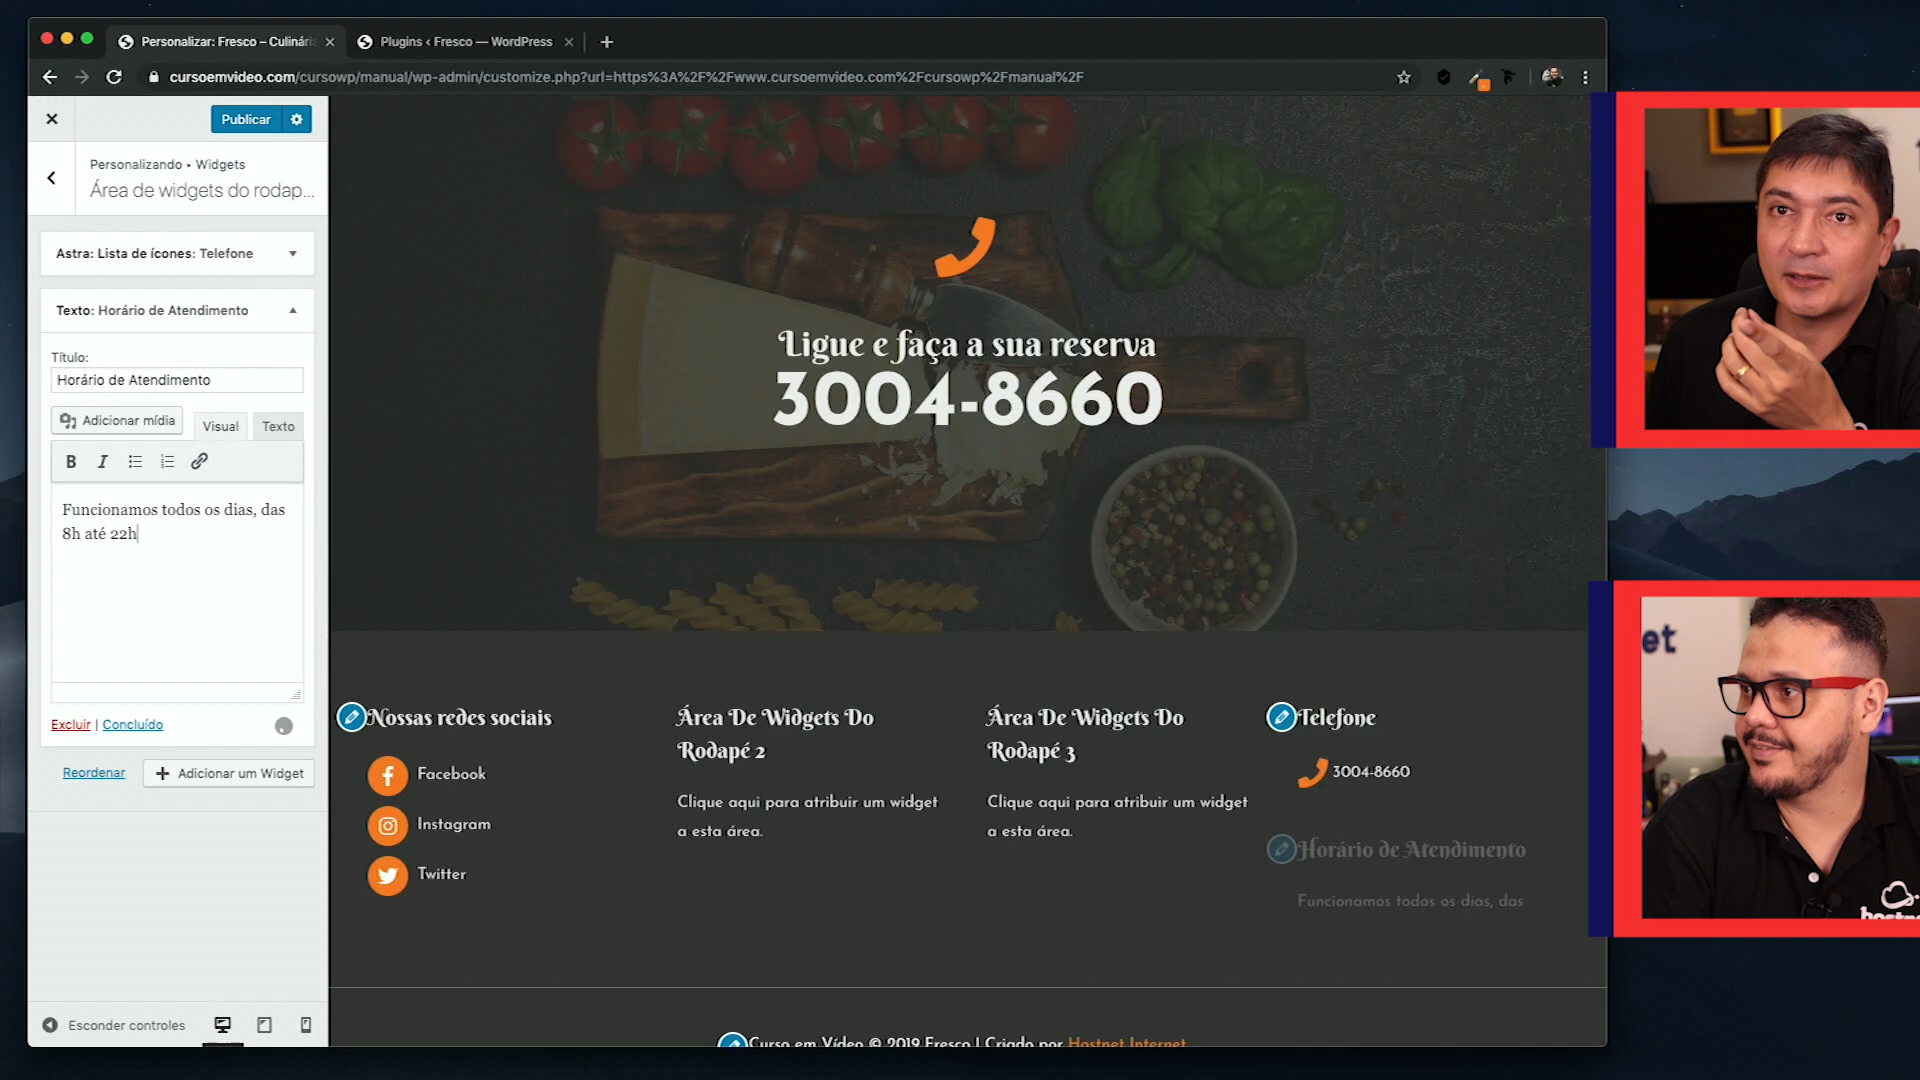 Personalizar: Fresco – Culinári
Plugins ‹ Fresco — WordPress
cursoemvideo.com/cursowp/manual/wp-admin/customize.php?url=https%3A%2F%2Fwww.cursoemvideo.com%2Fcursowp%2Fmanual%2F
Publicar
Personalizando ▸ Widgets
Área de widgets do rodap...
Astra: Lista de ícones: Telefone
Texto: Horário de Atendimento
Título:
Horário de Atendimento
Adicionar mídia
Visual
Texto
B I
Funcionamos todos os dias, das
8h até 22h
Excluir | Concluído
Reordenar
Adicionar um Widget
Esconder controles
Ligue e faça a sua reserva
3004-8660
Nossas redes sociais
Facebook
Instagram
Twitter
Área De Widgets Do
Rodapé 2
Clique aqui para atribuir um widget
a esta área.
Área De Widgets Do
Rodapé 3
Clique aqui para atribuir um widget
a esta área.
Telefone
3004-8660
Horário de Atendimento
Funcionamos todos os dias, das
Curso em Vídeo © 2019 Fresco | Criado por Hostnet Internet
et